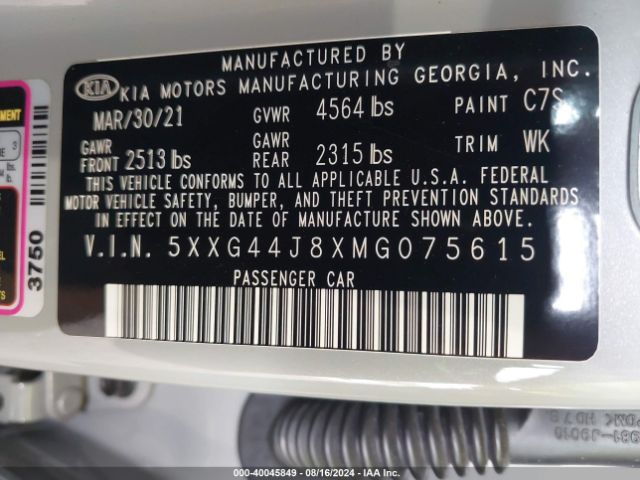 MANUFACTURED BY
KIA KIA MOTORS MANUFACTURING GEORGIA, INC.
MAR/30/21 GVWR 4564 lbs PAINT C7S
GAWR FRONT 2513 lbs GAWR REAR 2315 lbs TRIM WK
THIS VEHICLE CONFORMS TO ALL APPLICABLE U.S.A. FEDERAL
MOTOR VEHICLE SAFETY, BUMPER, AND THEFT PREVENTION STANDARDS
IN EFFECT ON THE DATE OF MANUFACTURE SHOWN ABOVE.
V.I.N. 5XXG44J8XMG075615
PASSENGER CAR
3750
000-40045849 - 08/16/2024 - IAA Inc.